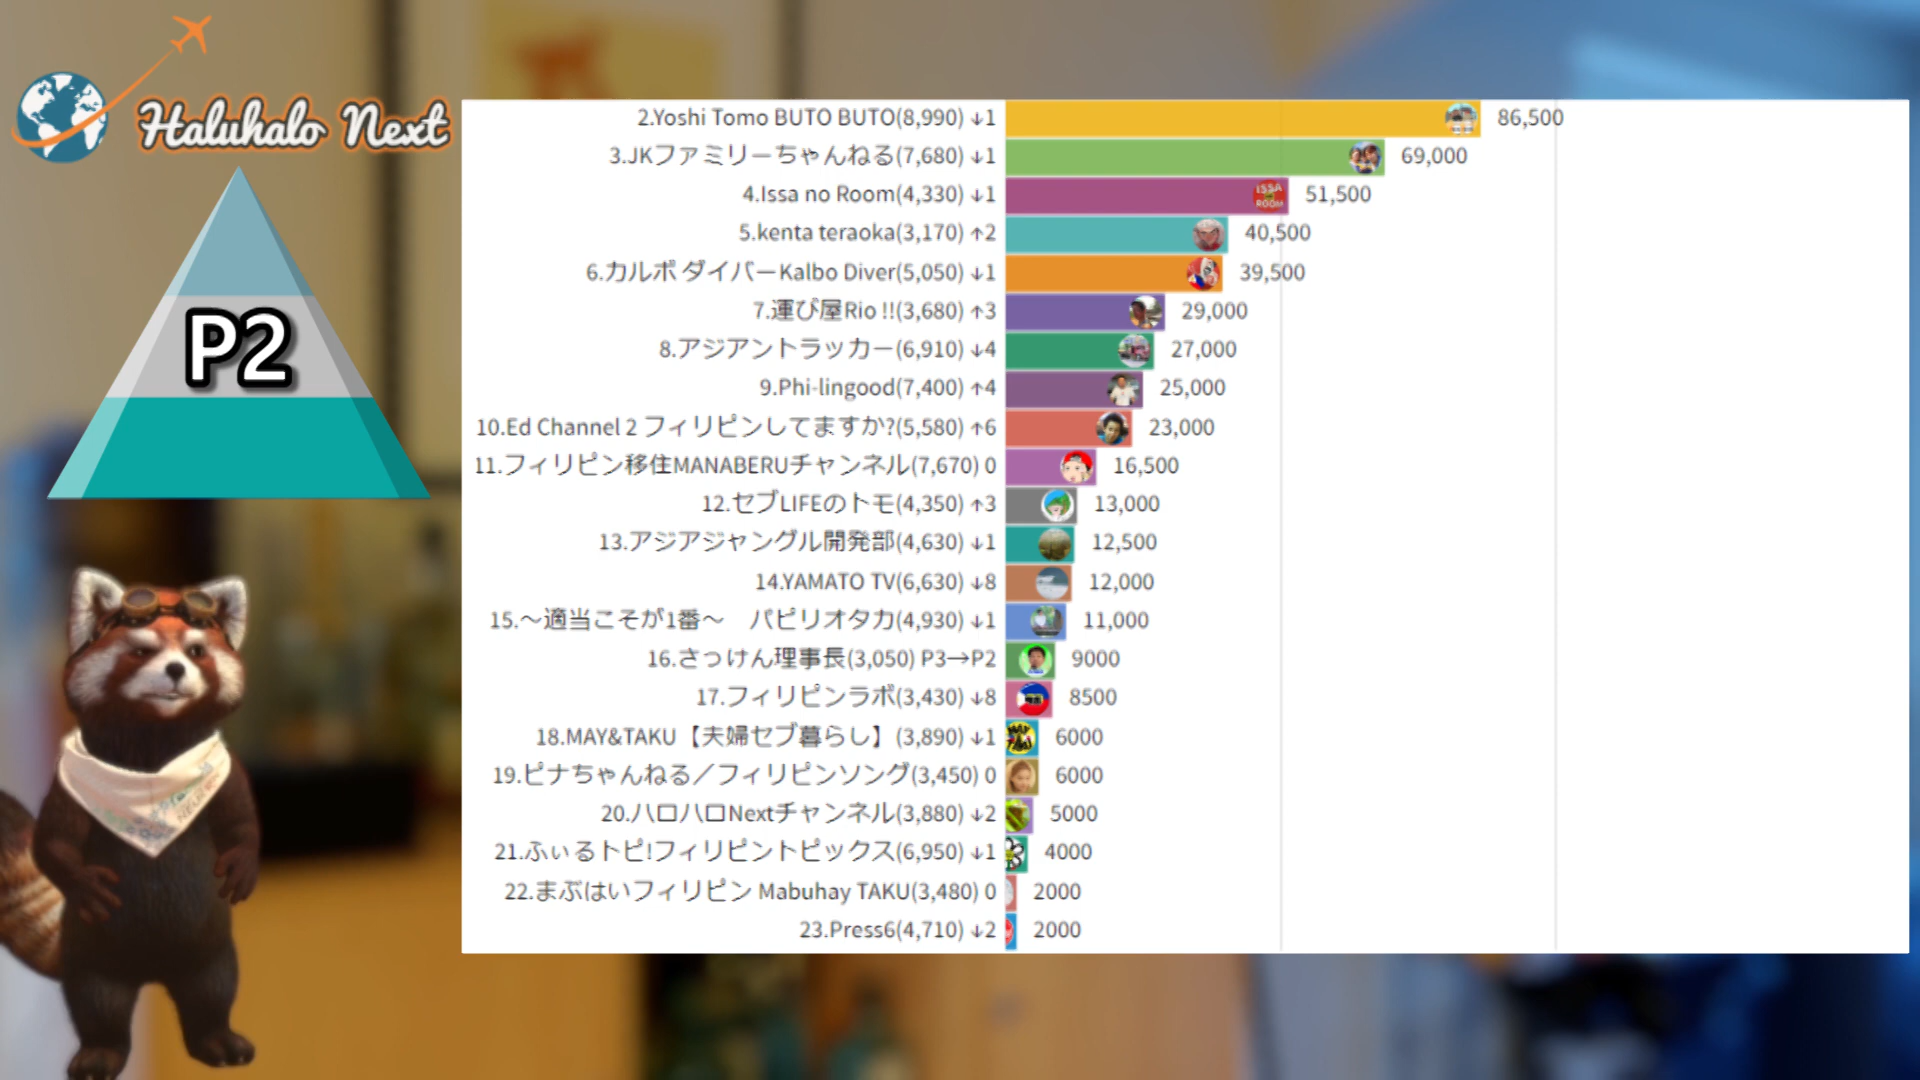 Haluhalo Next
P2
2.Yoshi Tomo BUTO BUTO(8,990) ↓1 86,500
3.JKファミリーちゃんねる(7,680) ↓1 69,000
4.Issa no Room(4,330) ↓1 ISSA ROOM 51,500
5.kenta teraoka(3,170) ↑2 40,500
6.カルボ ダイバーKalbo Diver(5,050) ↓1 39,500
7.運び屋Rio !!(3,680) ↑3 29,000
8.アジアントラッカー(6,910) ↓4 27,000
9.Phi-lingood(7,400) ↑4 25,000
10.Ed Channel 2 フィリピンしてますか?(5,580) ↑6 23,000
11.フィリピン移住MANABERUチャンネル(7,670) 0 16,500
12.セブLIFEのトモ(4,350) ↑3 13,000
13.アジアジャングル開発部(4,630) ↓1 12,500
14.YAMATO TV(6,630) ↓8 12,000
15.～適当こそが1番～　パピリオタカ(4,930) ↓1 11,000
16.さっけん理事長(3,050) P3→P2 9000
17.フィリピンラボ(3,430) ↓8 8500
18.MAY&TAKU【夫婦セブ暮らし】(3,890) ↓1 6000
19.ピナちゃんねる／フィリピンソング(3,450) 0 6000
20.ハロハロNextチャンネル(3,880) ↓2 5000
21.ふぃるトピ!フィリピントピックス(6,950) ↓1 4000
22.まぶはいフィリピン Mabuhay TAKU(3,480) 0 2000
23.Press6(4,710) ↓2 2000